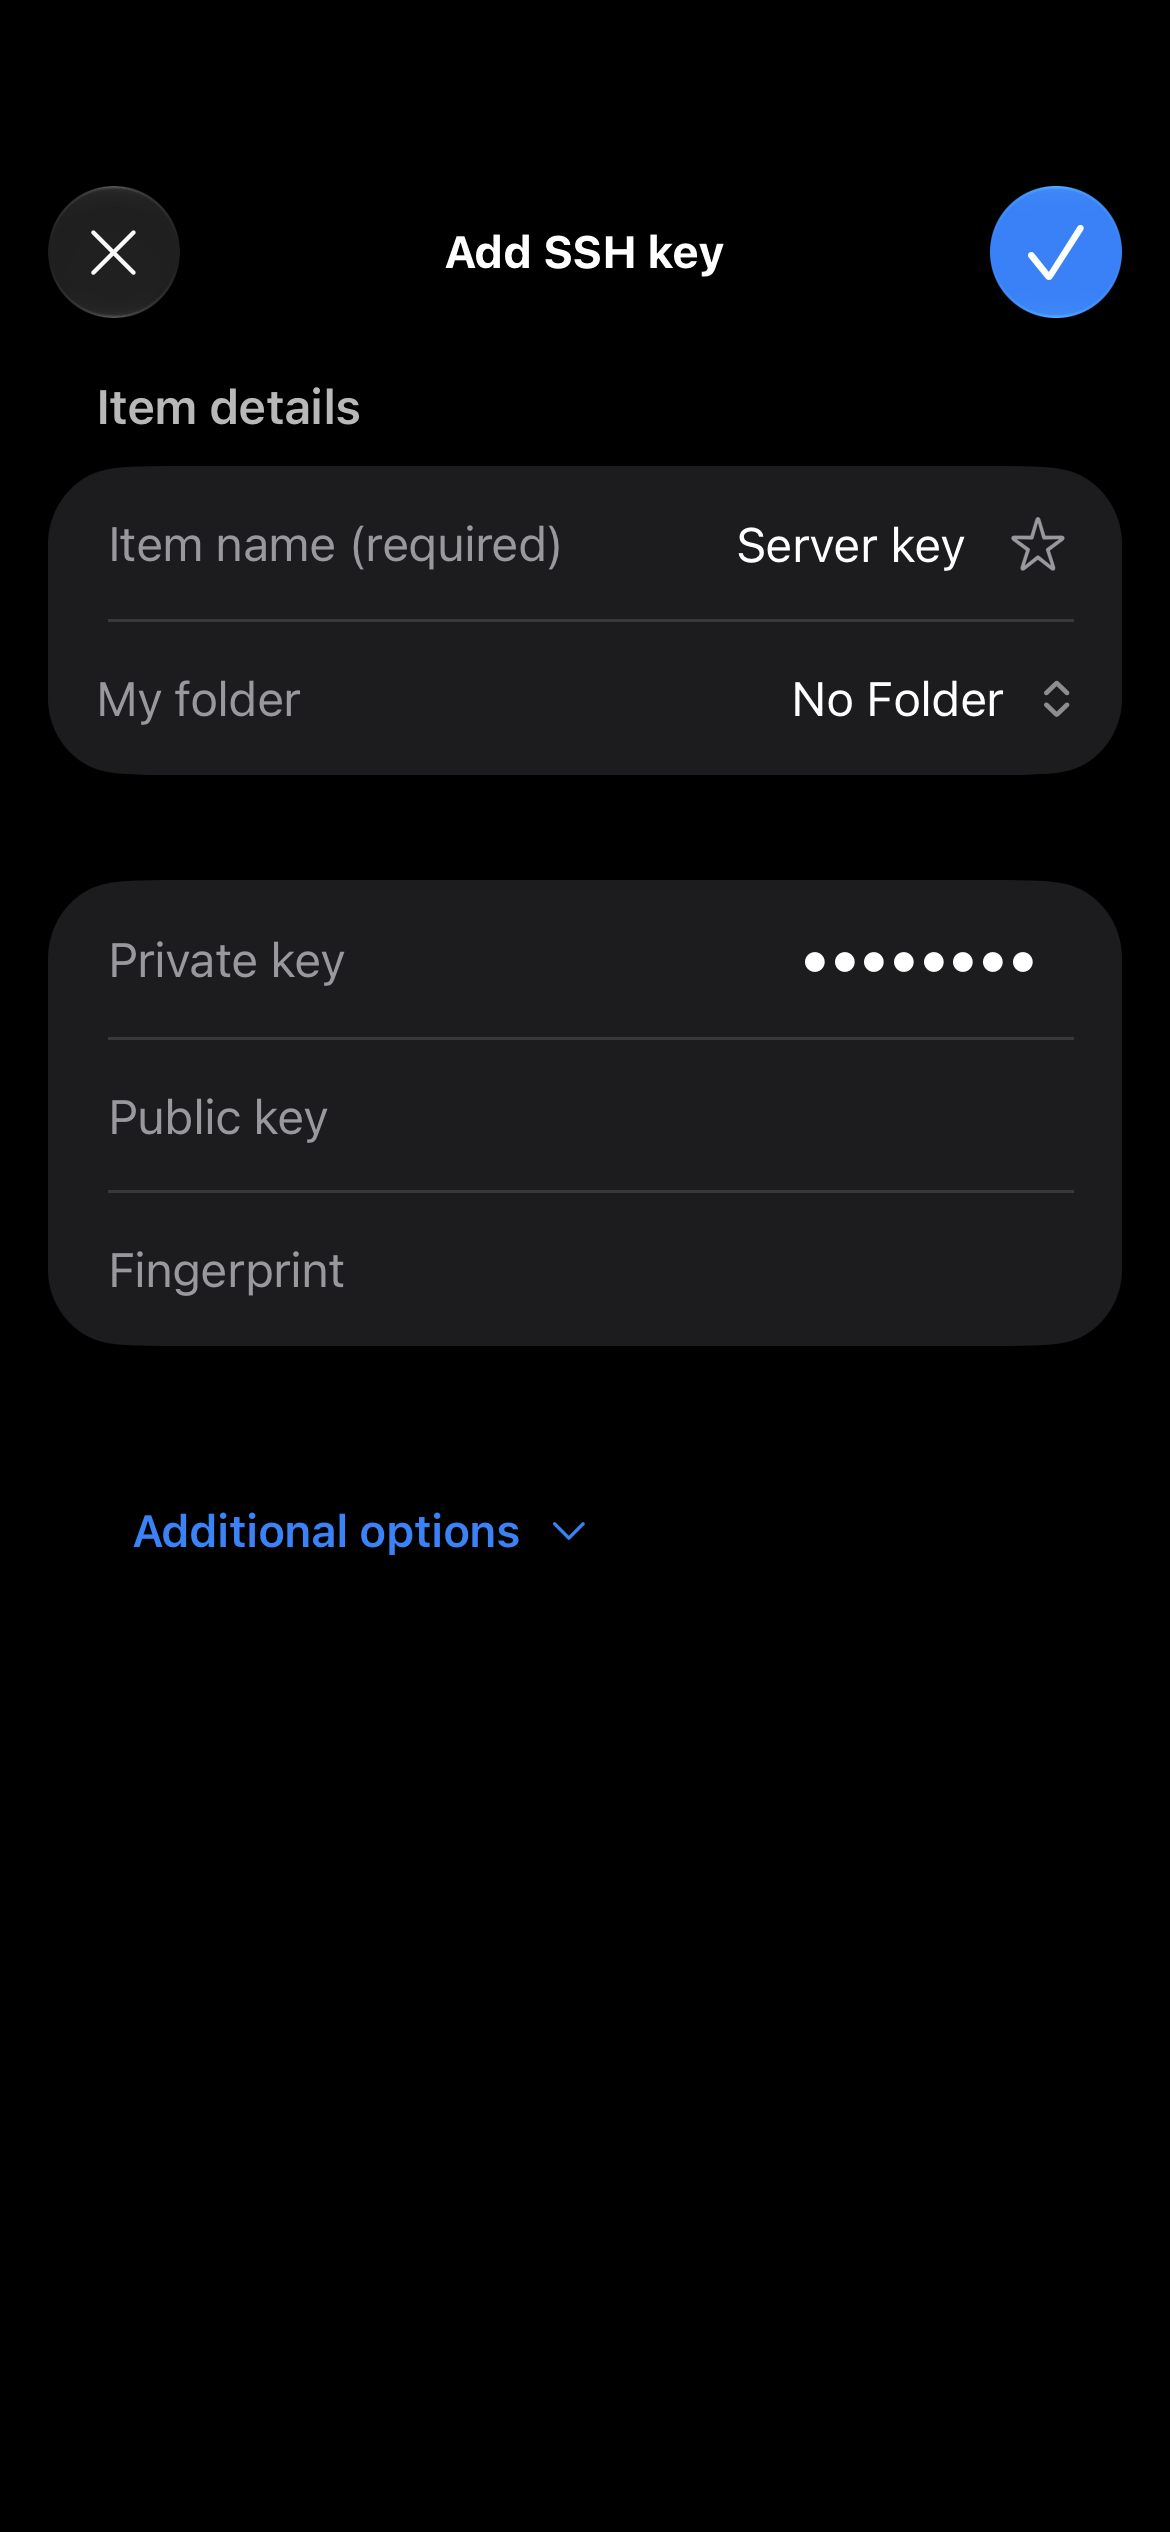 Add SSH key
Item details
Item name (required) Server key
My folder No Folder
Private key ••••••••
Public key
Fingerprint
Additional options